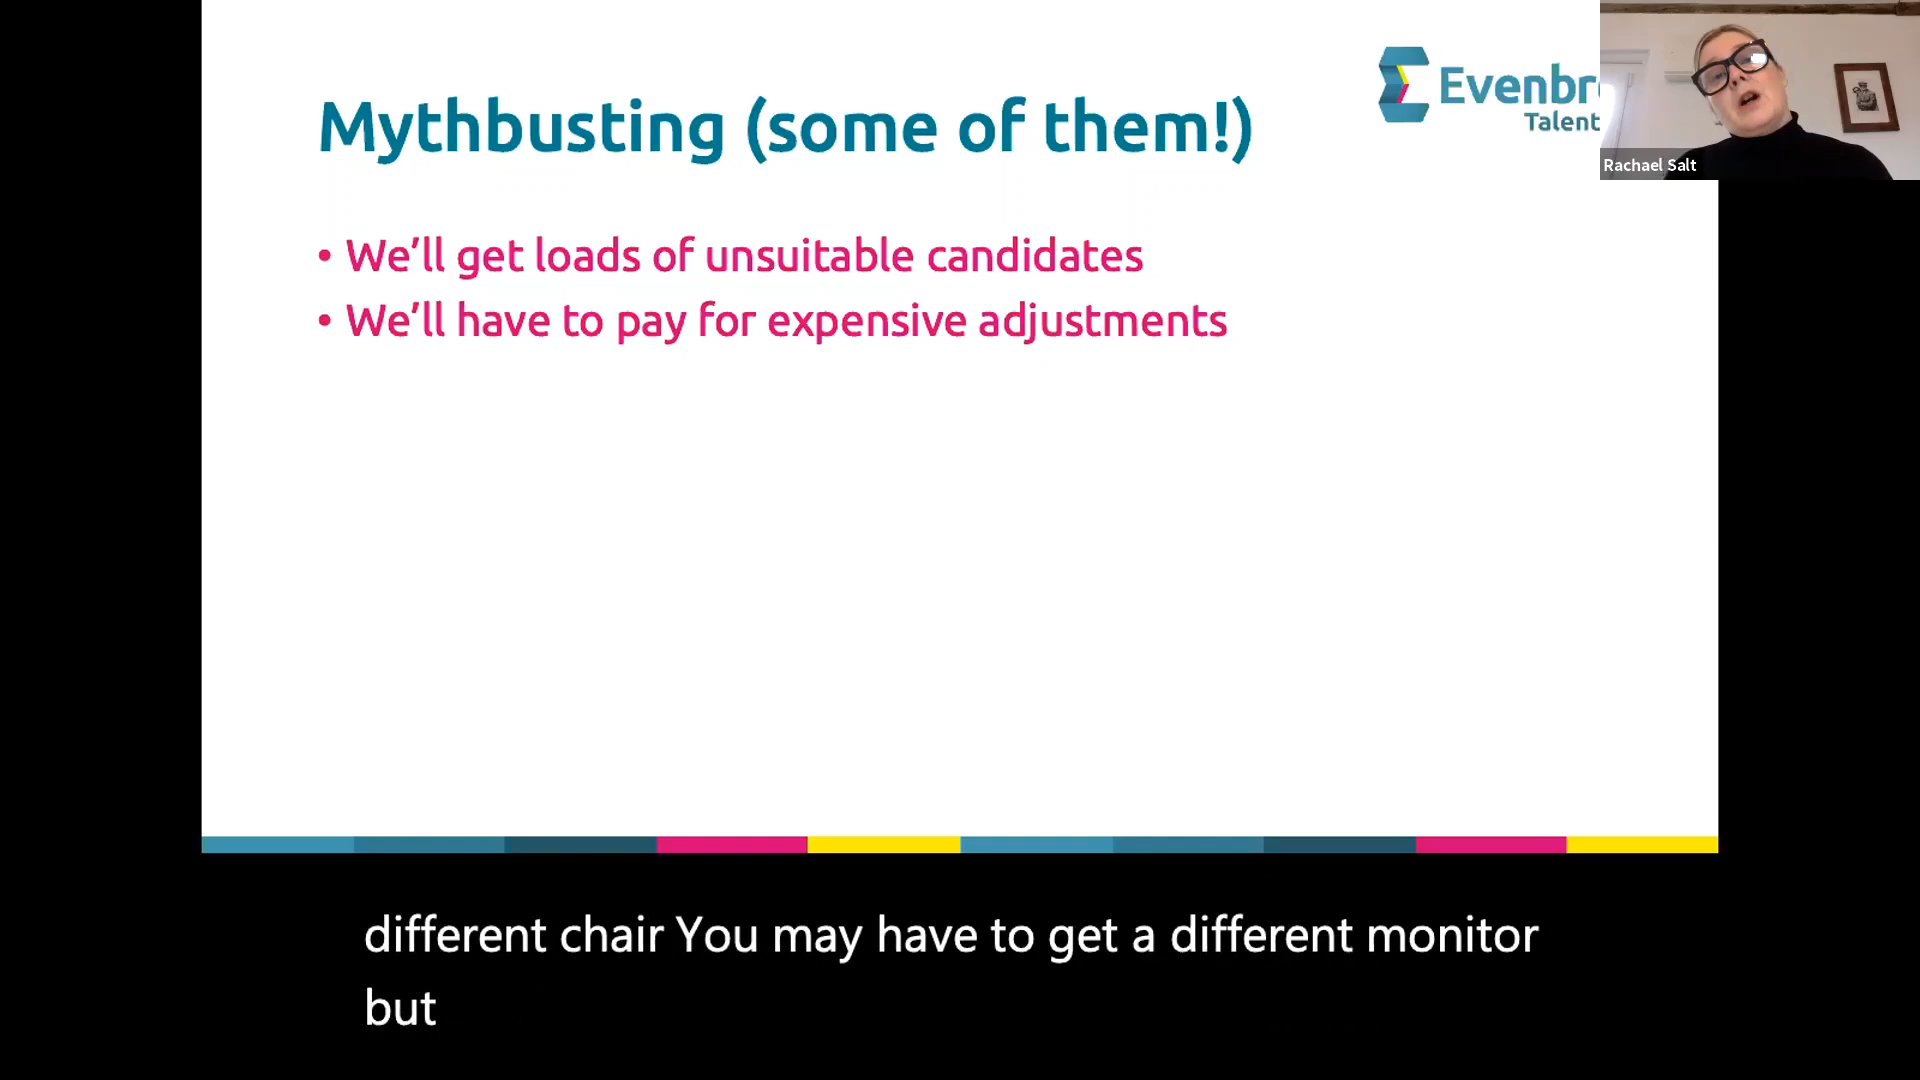 Mythbusting (some of them!)
Evenbr
Talent
Rachael Salt
• We’ll get loads of unsuitable candidates
• We’ll have to pay for expensive adjustments
different chair You may have to get a different monitor
but